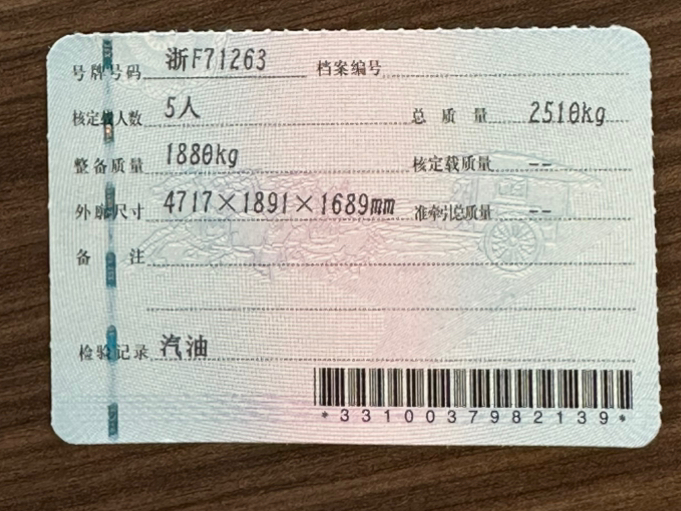 号牌号码 浙F71263 档案编号
核定载人数 5人 总质量 2510kg
整备质量 1880kg 核定载质量 --
外廓尺寸 4717×1891×1689mm 准牵引总质量 --
备注
检验记录 汽油
*3310037982139*